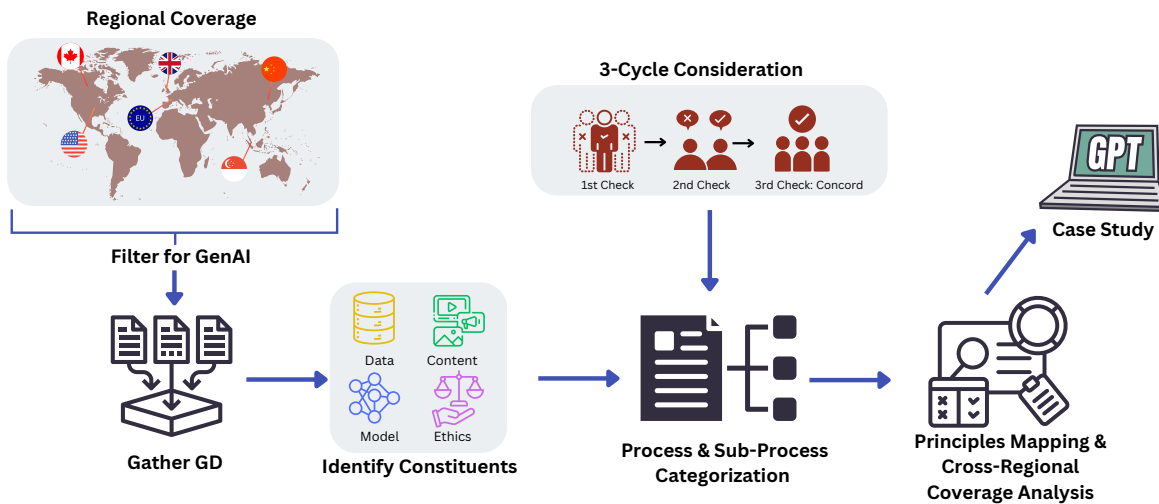 Regional Coverage
EU
Filter for GenAI
Gather GD
Data
Content
Model
Ethics
Identify Constituents
3-Cycle Consideration
1st Check
2nd Check
3rd Check: Concord
Process & Sub-Process
Categorization
Principles Mapping &
Cross-Regional
Coverage Analysis
GPT
Case Study